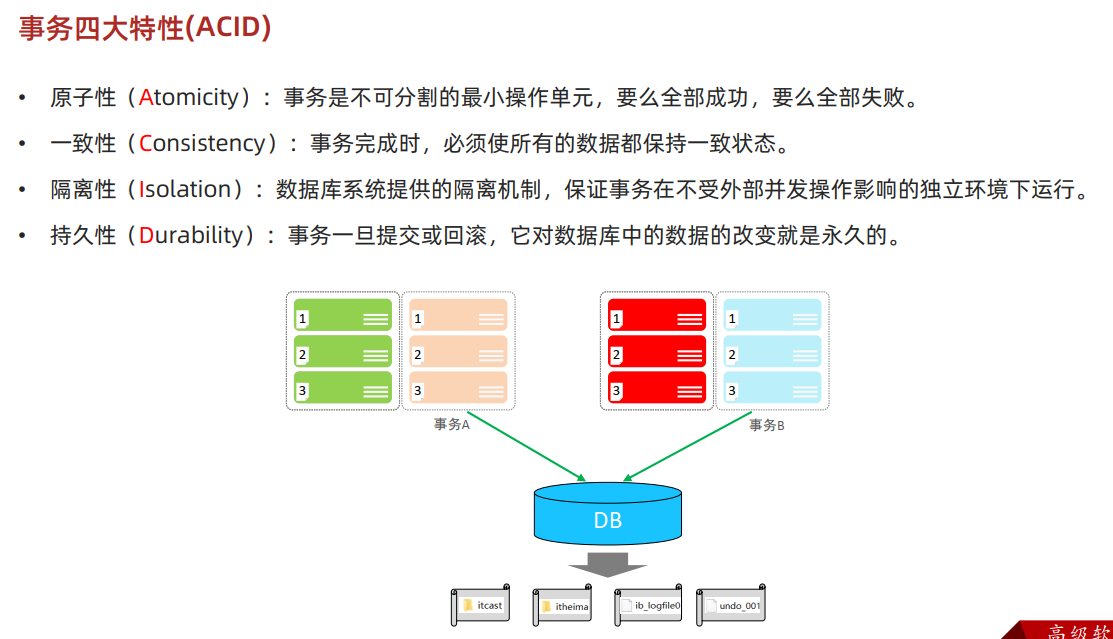 事务四大特性(ACID)
• 原子性（Atomicity）：事务是不可分割的最小操作单元，要么全部成功，要么全部失败。
• 一致性（Consistency）：事务完成时，必须使所有的数据都保持一致状态。
• 隔离性（Isolation）：数据库系统提供的隔离机制，保证事务在不受外部并发操作影响的独立环境下运行。
• 持久性（Durability）：事务一旦提交或回滚，它对数据库中的数据的改变就是永久的。
1 1 1 1
2 2 2 2
3 3 3 3
事务A 事务B
DB
itcast itheima ib_logfile0 undo_001
高级软